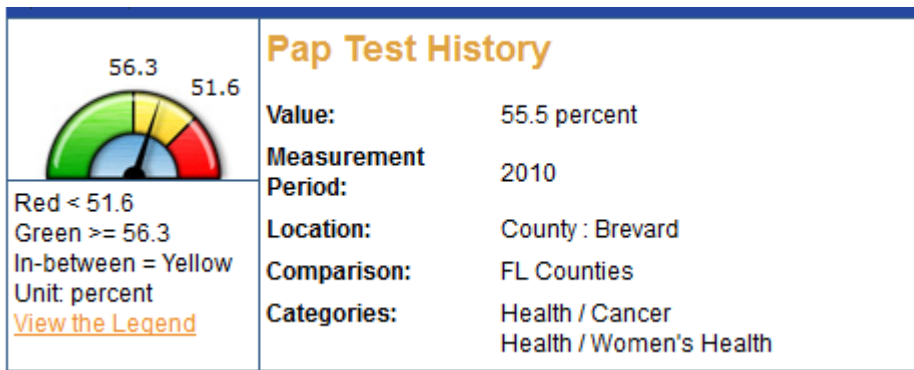 56.3
51.6
Red < 51.6
Green >= 56.3
In-between = Yellow
Unit: percent
View the Legend
Pap Test History
Value: 55.5 percent
Measurement Period: 2010
Location: County : Brevard
Comparison: FL Counties
Categories: Health / Cancer
Health / Women's Health